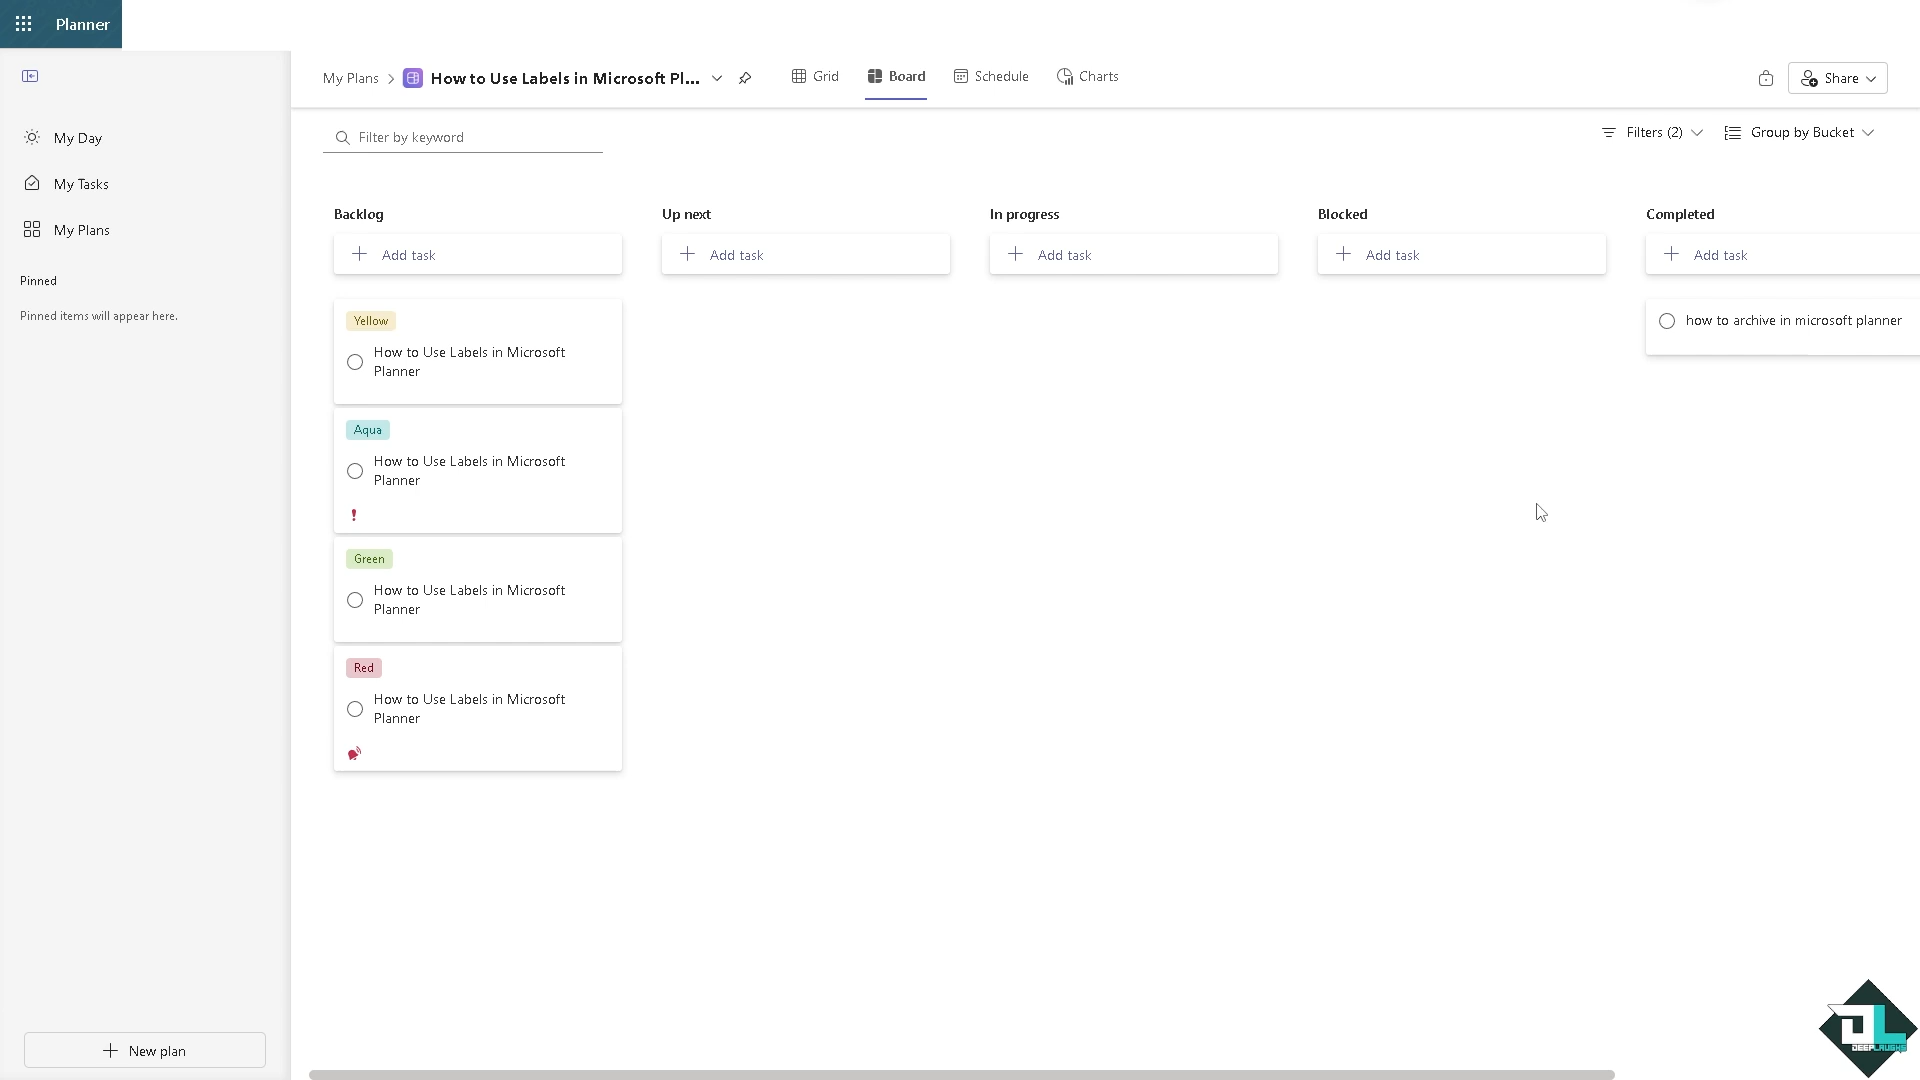 Planner
My Plans
How to Use Labels in Microsoft Pl...
Grid
Board
Schedule
Charts
Share
My Day
My Tasks
My Plans
Pinned
Pinned items will appear here.
New plan
Filter by keyword
Filters (2)
Group by Bucket
Backlog
Add task
Yellow
How to Use Labels in Microsoft
Planner
Aqua
How to Use Labels in Microsoft
Planner
Green
How to Use Labels in Microsoft
Planner
Red
How to Use Labels in Microsoft
Planner
Up next
Add task
In progress
Add task
Blocked
Add task
Completed
Add task
how to archive in microsoft planner
DEEPLAUGHS